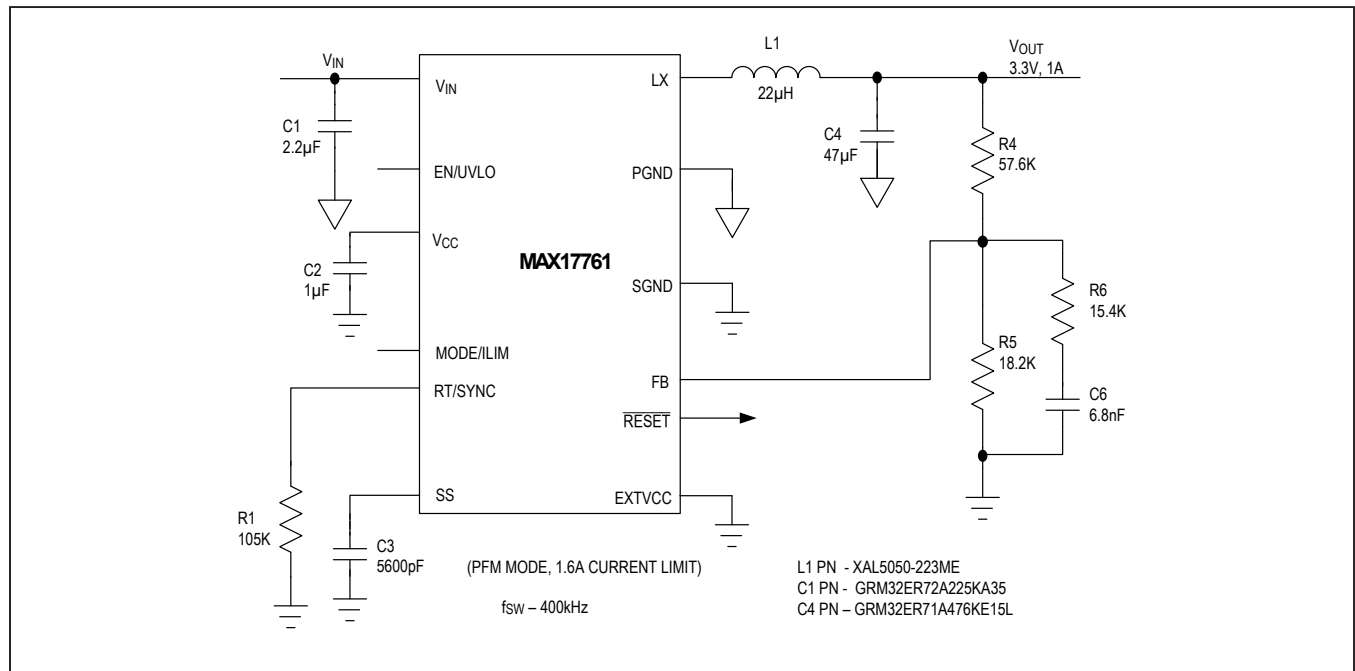 VIN
C1
2.2µF
VIN
EN/UVLO
VCC
C2
1µF
MODE/ILIM
RT/SYNC
R1
105K
SS
C3
5600pF
MAX17761
LX
PGND
SGND
FB
RESET
EXTVCC
L1
22µH
C4
47µF
VOUT
3.3V, 1A
R4
57.6K
R6
15.4K
R5
18.2K
C6
6.8nF
(PFM MODE, 1.6A CURRENT LIMIT)
fSW – 400kHz
L1 PN - XAL5050-223ME
C1 PN - GRM32ER72A225KA35
C4 PN – GRM32ER71A476KE15L